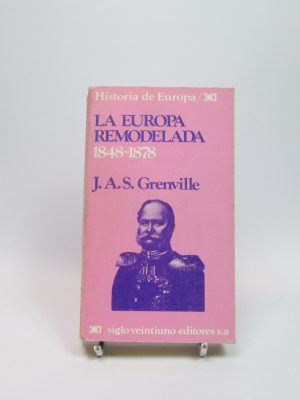 Historia de Europa/
LA EUROPA
REMODELADA
1848-1878
J. A. S. Grenville
siglo veintiuno editores s.a